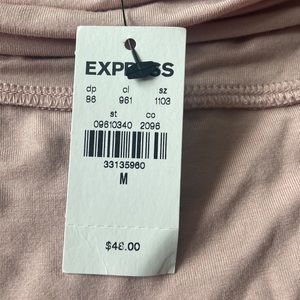 EXPRESS
dp cl sz
86 961 1103
st co
09610340 2096
33135960
M
$48.00